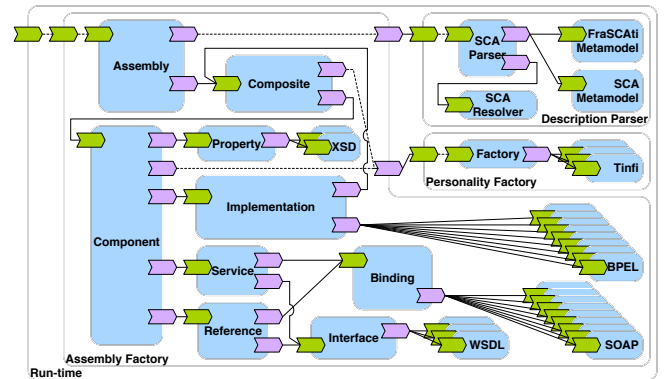 Assembly
Composite
SCA
Parser
FraSCAti
Metamodel
SCA
Metamodel
SCA
Resolver
Description Parser
Component
Property
XSD
Factory
Tinfi
Personality Factory
Implementation
BPEL
Service
Binding
Reference
Interface
WSDL
SOAP
Assembly Factory
Run-time